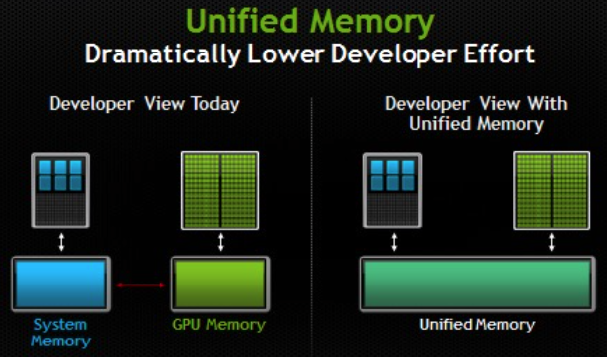 Unified Memory
Dramatically Lower Developer Effort
Developer View Today
Developer View With
Unified Memory
System
Memory
GPU Memory
Unified Memory